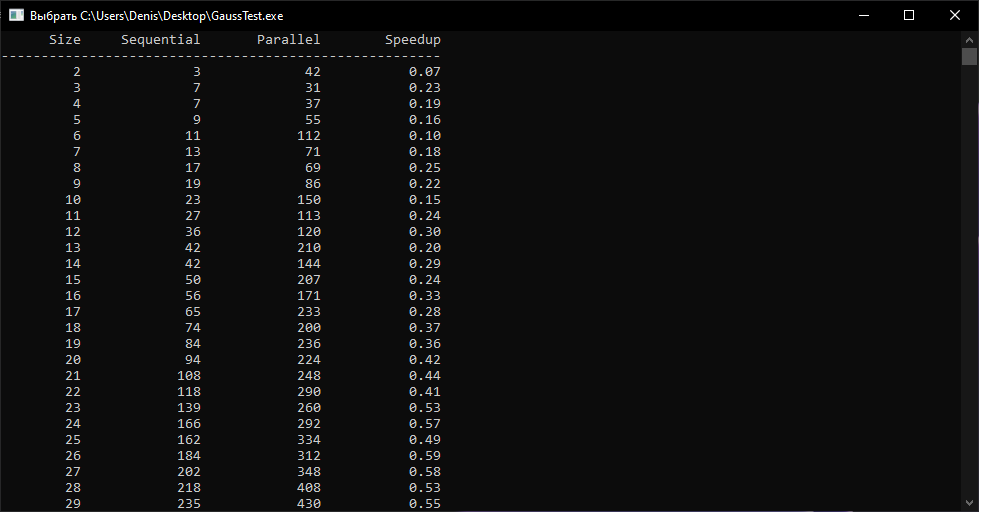 Выбрать C:\Users\Denis\Desktop\GaussTest.exe
Size Sequential Parallel Speedup
-------------------------------------------------------
2 3 42 0.07
3 7 31 0.23
4 7 37 0.19
5 9 55 0.16
6 11 112 0.10
7 13 71 0.18
8 17 69 0.25
9 19 86 0.22
10 23 150 0.15
11 27 113 0.24
12 36 120 0.30
13 42 210 0.20
14 42 144 0.29
15 50 207 0.24
16 56 171 0.33
17 65 233 0.28
18 74 200 0.37
19 84 236 0.36
20 94 224 0.42
21 108 248 0.44
22 118 290 0.41
23 139 260 0.53
24 166 292 0.57
25 162 334 0.49
26 184 312 0.59
27 202 348 0.58
28 218 408 0.53
29 235 430 0.55